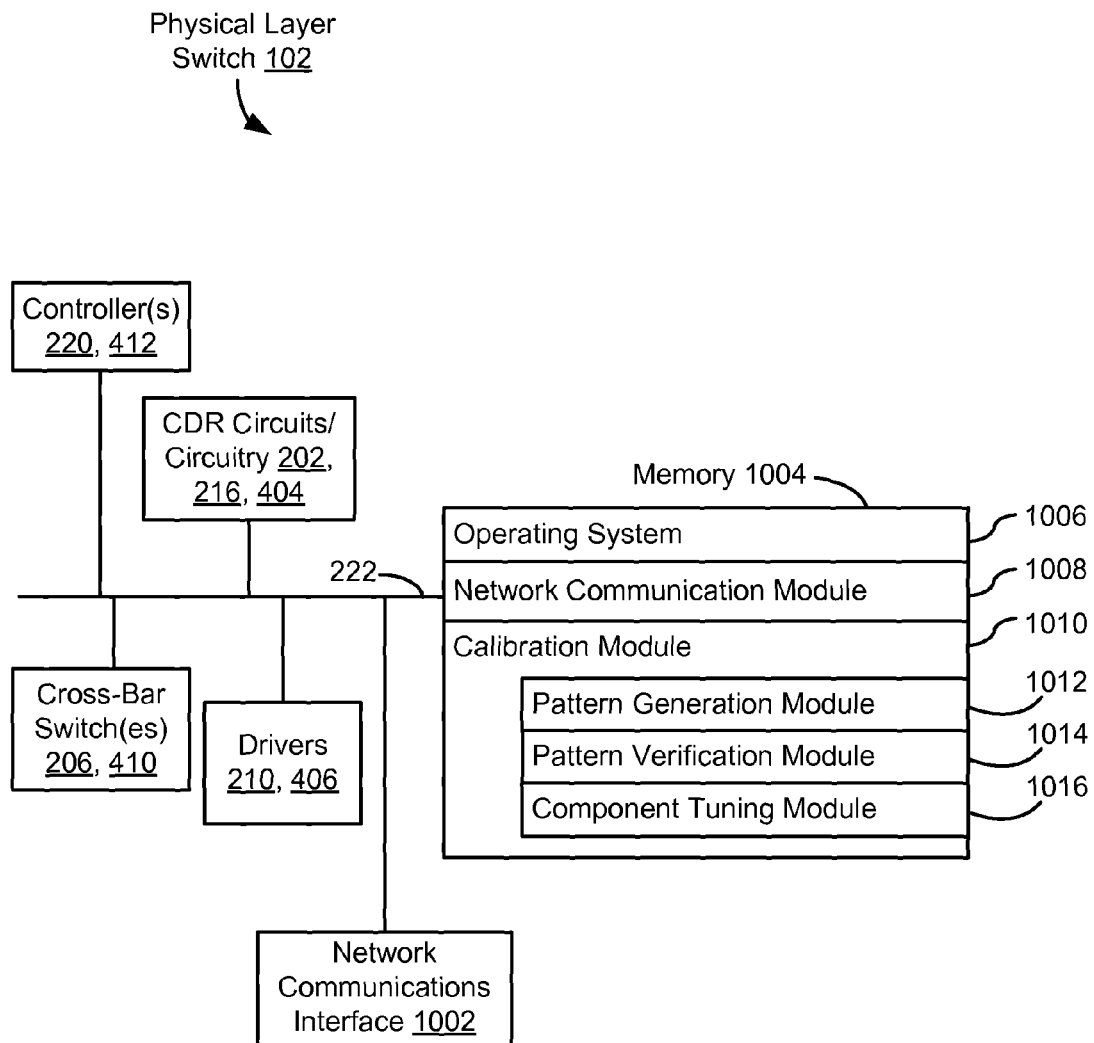 Physical Layer
Switch 102
Controller(s)
220, 412
CDR Circuits/
Circuitry 202,
216, 404
Memory 1004
Operating System
1006
222
Network Communication Module
1008
Calibration Module
1010
Pattern Generation Module
1012
Pattern Verification Module
1014
Component Tuning Module
1016
Cross-Bar
Switch(es)
206, 410
Drivers
210, 406
Network
Communications
Interface 1002